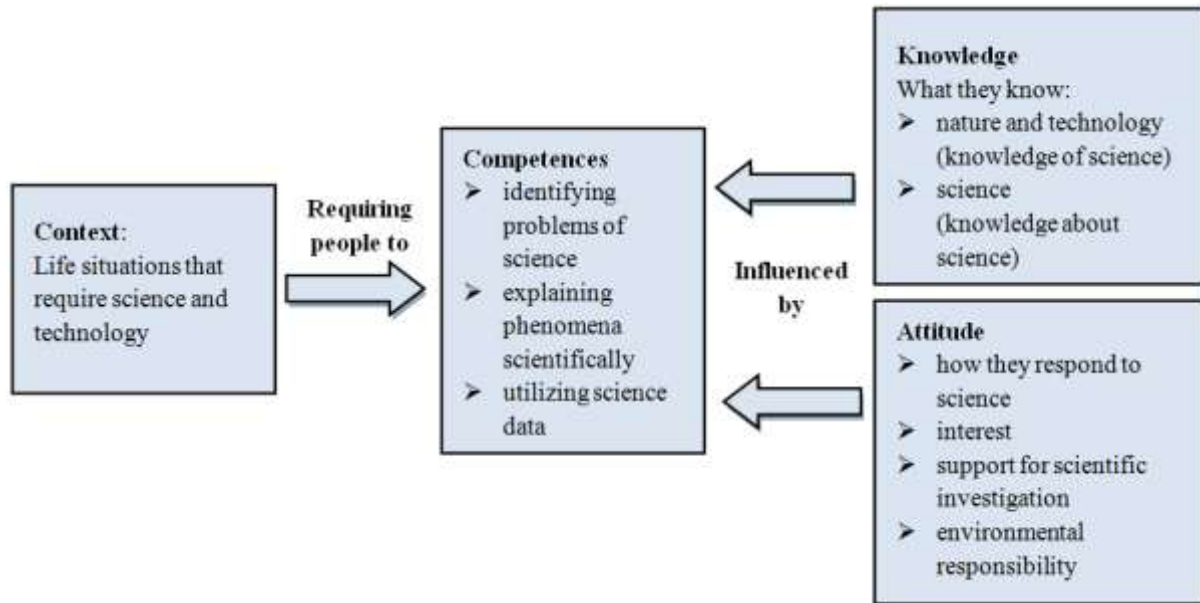 Context:
Life situations that
require science and
technology
Requiring
people to
Competences
➢ identifying
problems of
science
➢ explaining
phenomena
scientifically
➢ utilizing science
data
Influenced
by
Knowledge
What they know:
➢ nature and technology
(knowledge of science)
➢ science
(knowledge about
science)
Attitude
➢ how they respond to
science
➢ interest
➢ support for scientific
investigation
➢ environmental
responsibility